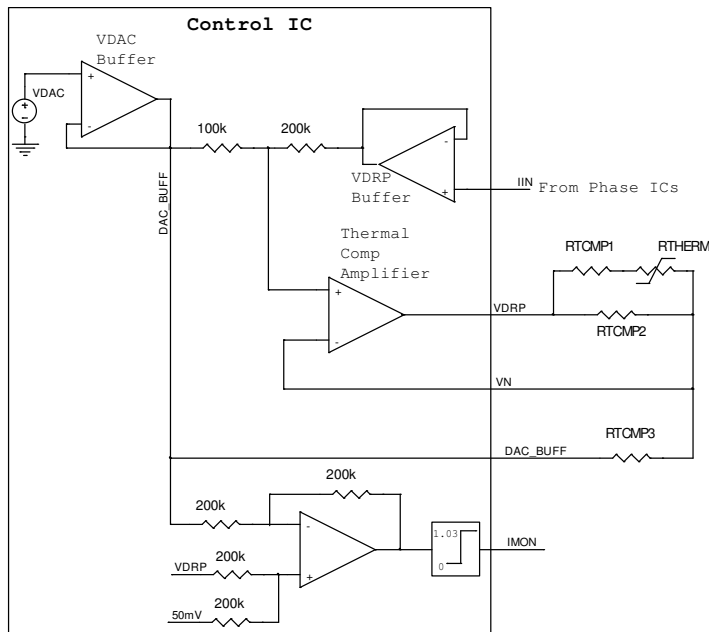 Control IC
VDAC
Buffer
VDAC
+
-
+
-
100k
200k
-
+
VDRP
Buffer
IIN
From Phase ICs
DAC_BUFF
Thermal
Comp
Amplifier
+
-
RTCMP1
RTHERM
VDRP
RTCMP2
VN
RTCMP3
DAC_BUFF
200k
200k
-
+
1.03
0
IMON
VDRP
200k
50mV
200k